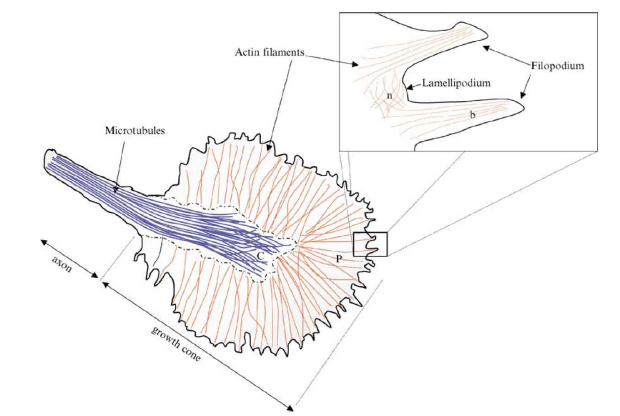 Actin filaments
Filopodium
Lamellipodium
n
b
Microtubules
C
P
axon
growth cone